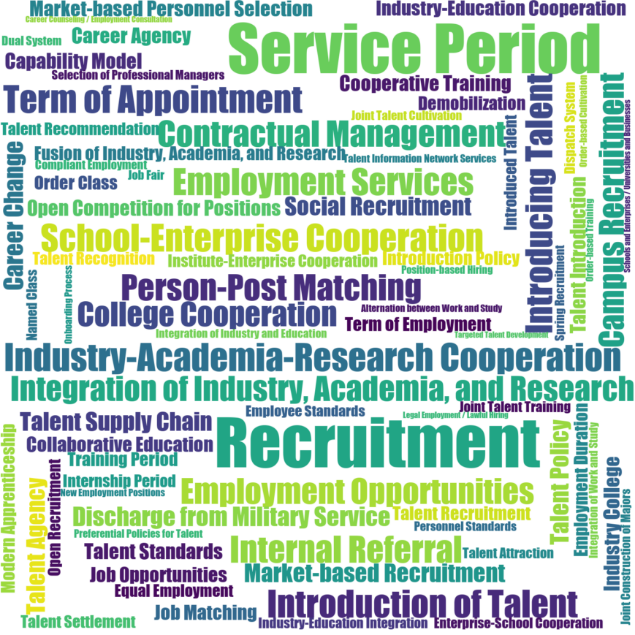 Market-based Personnel Selection
Industry-Education Cooperation
Career Counseling / Employment Consultation
Dual System
Career Agency
Service Period
Capability Model
Selection of Professional Managers
Cooperative Training
Term of Appointment
Demobilization
Joint Talent Cultivation
Talent Recommendation
Contractual Management
Fusion of Industry, Academia, and Research
Talent Information Network Services
Compliant Employment
Job Fair
Order Class
Employment Services
Open Competition for Positions
Social Recruitment
School-Enterprise Cooperation
Talent Recognition
Institute-Enterprise Cooperation
Introduction Policy
Position-based Hiring
Career Change
Introduced Talent
Introducing Talent
Dispatch System
Order-based Cultivation
Talent Introduction
Order-based Training
Campus Recruitment
Schools and Enterprises / Universities and Businesses
Spring Recruitment
Named Class
Onboarding Process
Person-Post Matching
College Cooperation
Alternation between Work and Study
Term of Employment
Integration of Industry and Education
Targeted Talent Development
Industry-Academia-Research Cooperation
Integration of Industry, Academia, and Research
Employee Standards
Joint Talent Training
Legal Employment / Lawful Hiring
Talent Supply Chain
Collaborative Education
Recruitment
Training Period
Internship Period
New Employment Positions
Employment Opportunities
Discharge from Military Service
Talent Recruitment
Personnel Standards
Preferential Policies for Talent
Talent Standards
Internal Referral
Talent Attraction
Job Opportunities
Market-based Recruitment
Equal Employment
Introduction of Talent
Job Matching
Talent Settlement
Industry-Education Integration
Enterprise-School Cooperation
Modern Apprenticeship
Talent Agency
Open Recruitment
Talent Policy
Employment Duration
Integration of Work and Study
Industry College
Joint Construction of Majors